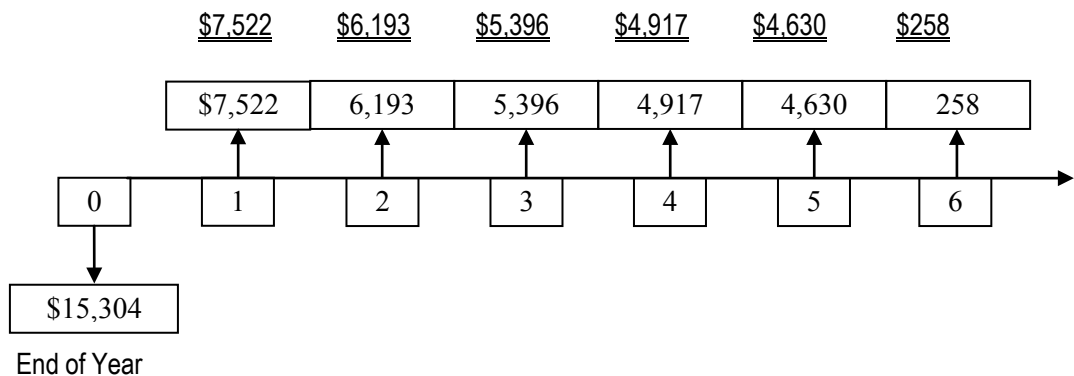 $7,522 $6,193 $5,396 $4,917 $4,630 $258
$7,522 6,193 5,396 4,917 4,630 258
0 1 2 3 4 5 6
$15,304
End of Year